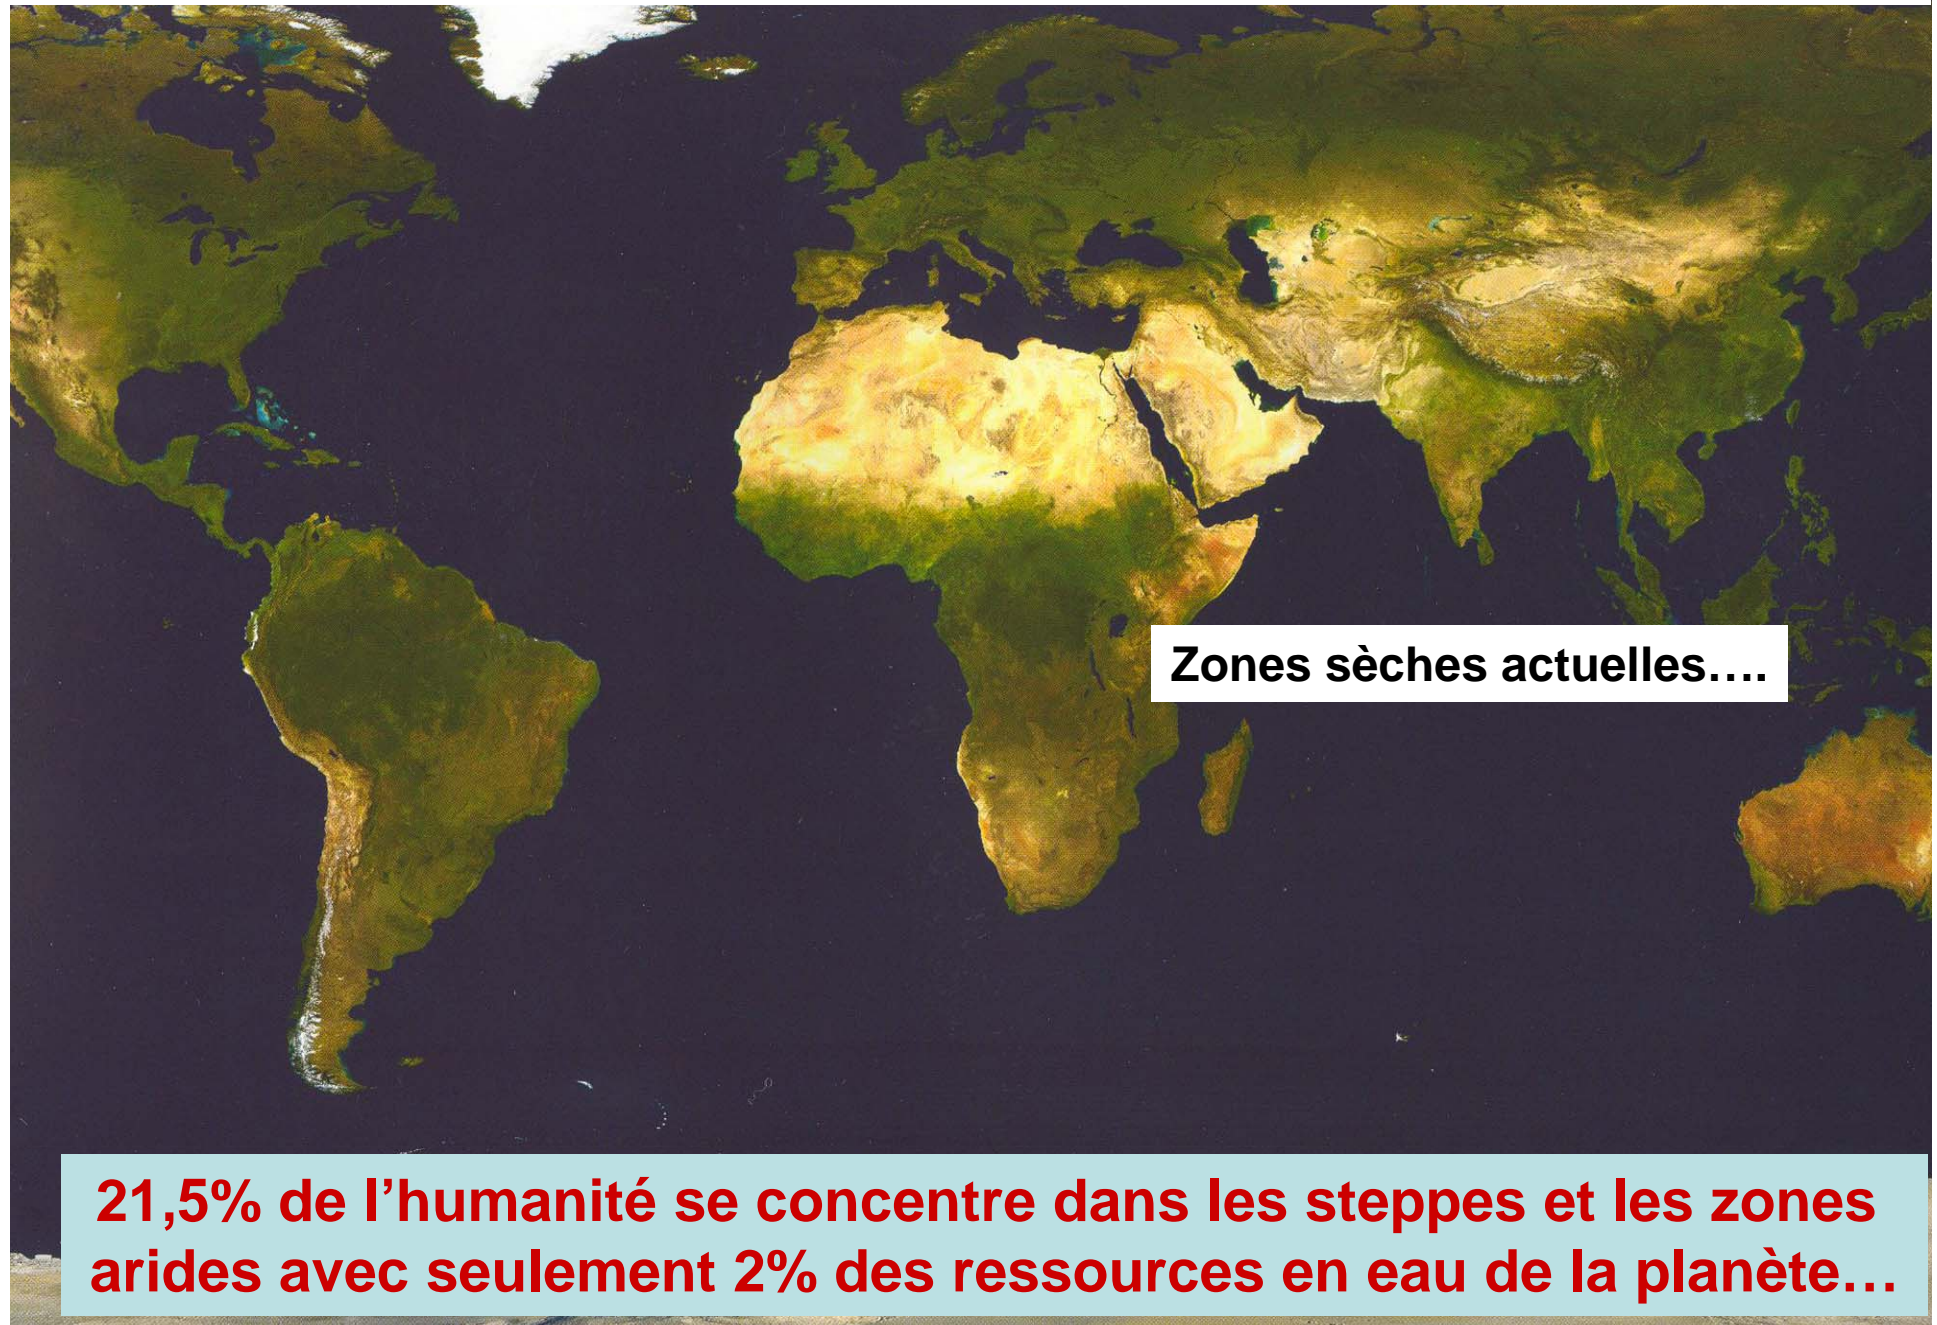 Zones sèches actuelles….
21,5% de l’humanité se concentre dans les steppes et les zones
arides avec seulement 2% des ressources en eau de la planète…